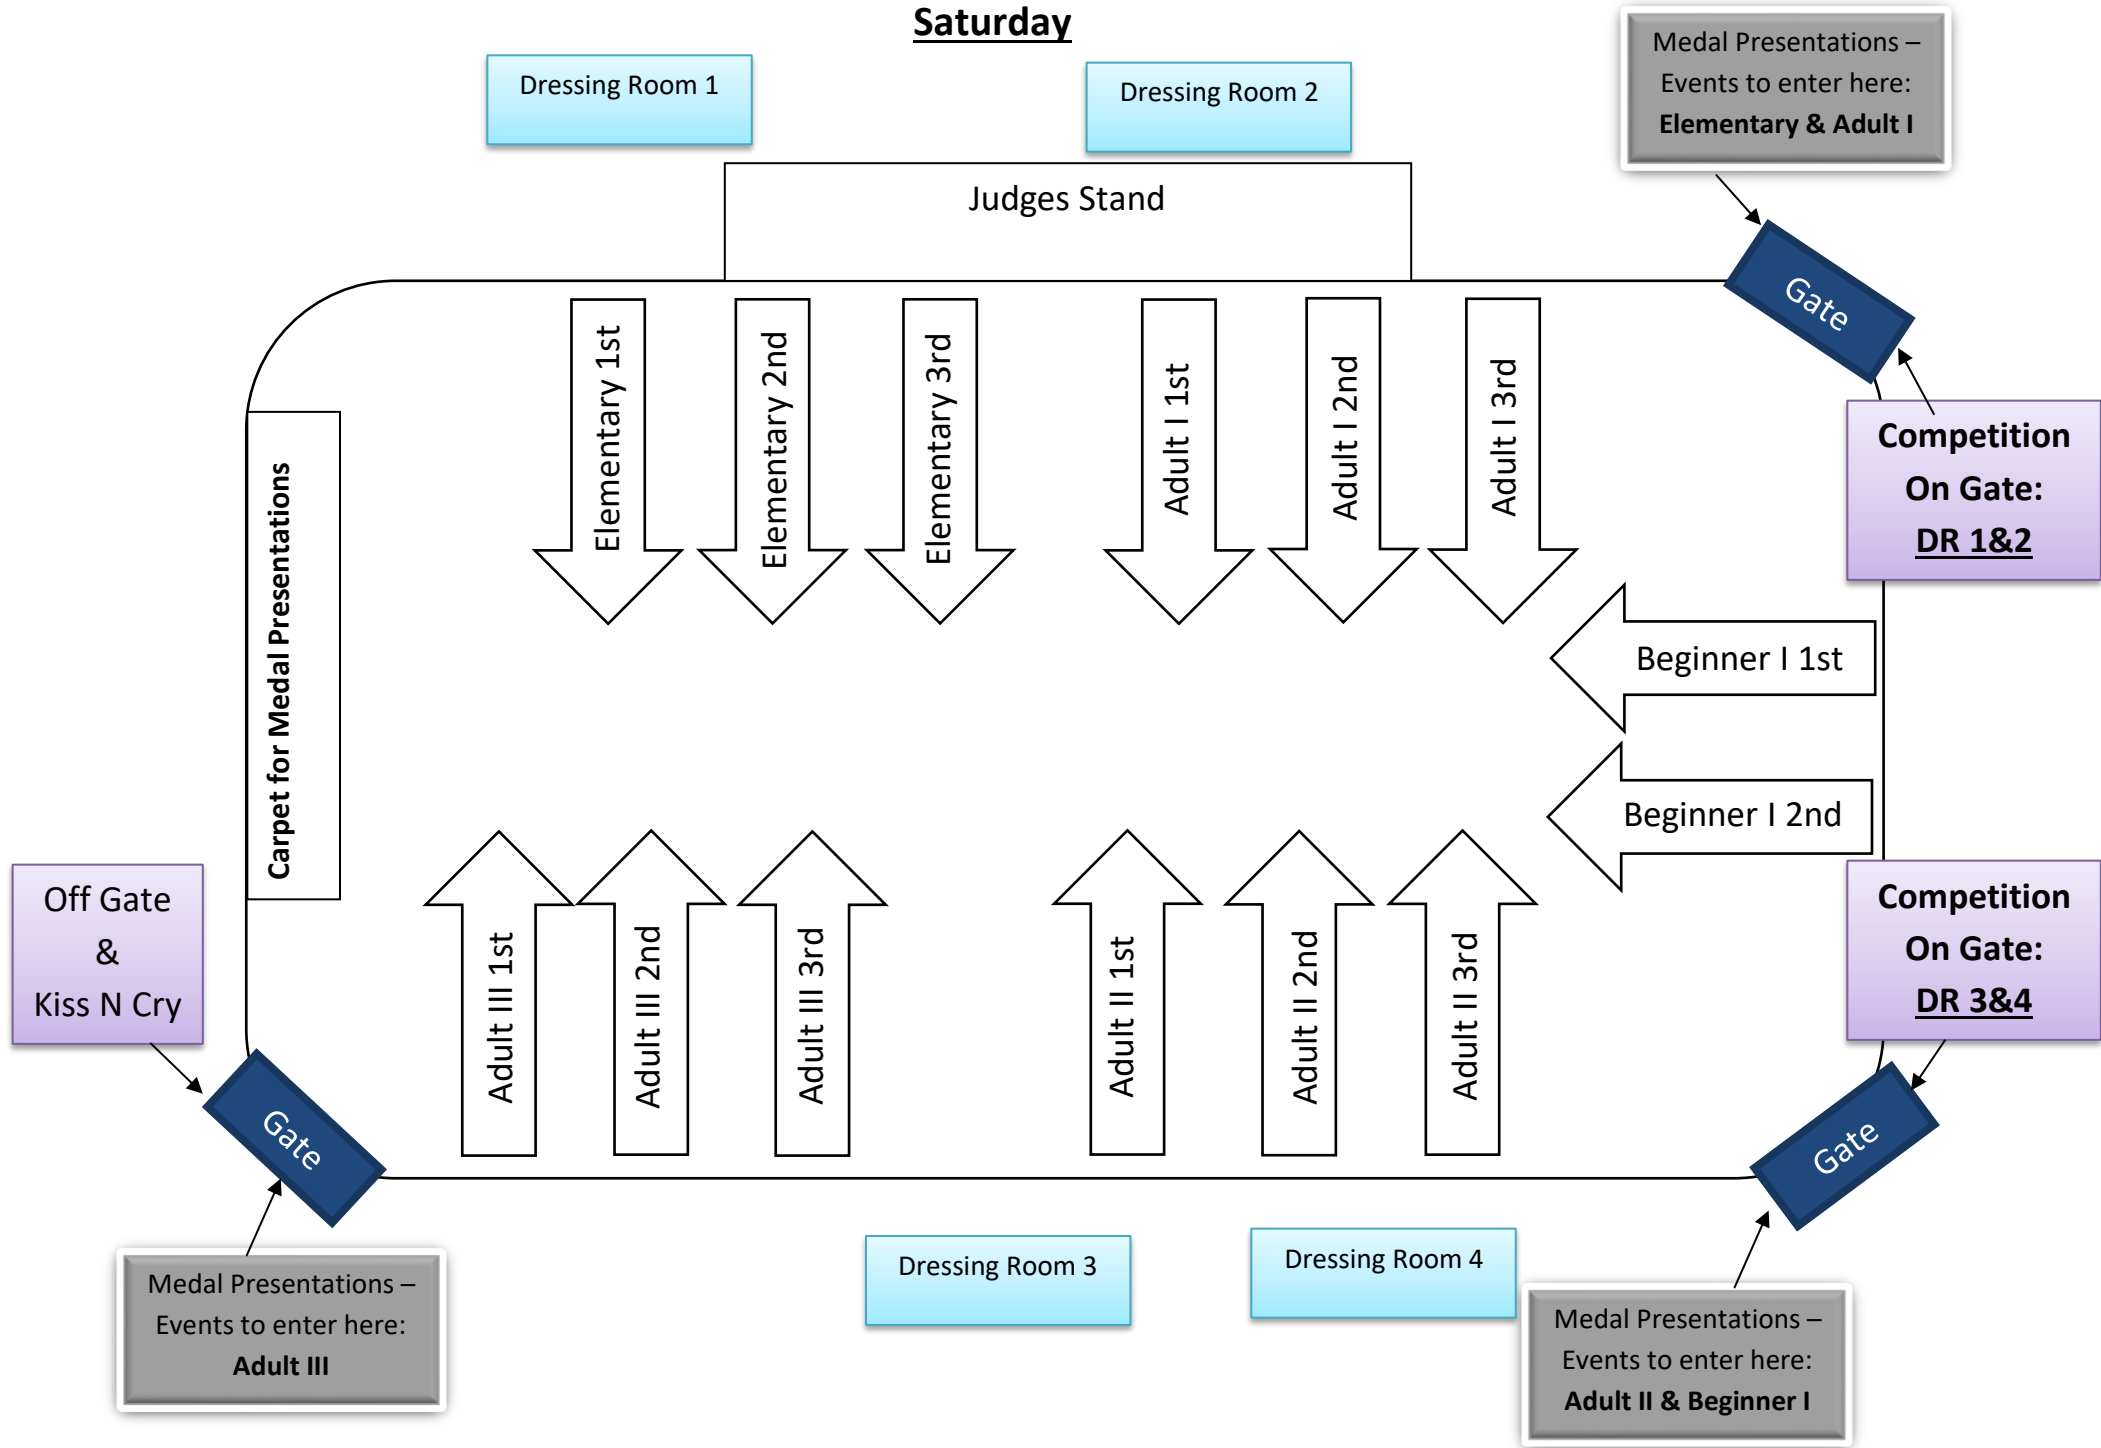 Saturday
Dressing Room 1
Dressing Room 2
Medal Presentations –
Events to enter here:
Elementary & Adult I
Judges Stand
Gate
Elementary 1st
Elementary 2nd
Elementary 3rd
Adult I 1st
Adult I 2nd
Adult I 3rd
Competition
On Gate:
DR 1&2
Carpet for Medal Presentations
Beginner I 1st
Beginner I 2nd
Off Gate
&
Kiss N Cry
Adult III 1st
Adult III 2nd
Adult III 3rd
Adult II 1st
Adult II 2nd
Adult II 3rd
Competition
On Gate:
DR 3&4
Gate
Gate
Medal Presentations –
Events to enter here:
Adult III
Dressing Room 3
Dressing Room 4
Medal Presentations –
Events to enter here:
Adult II & Beginner I